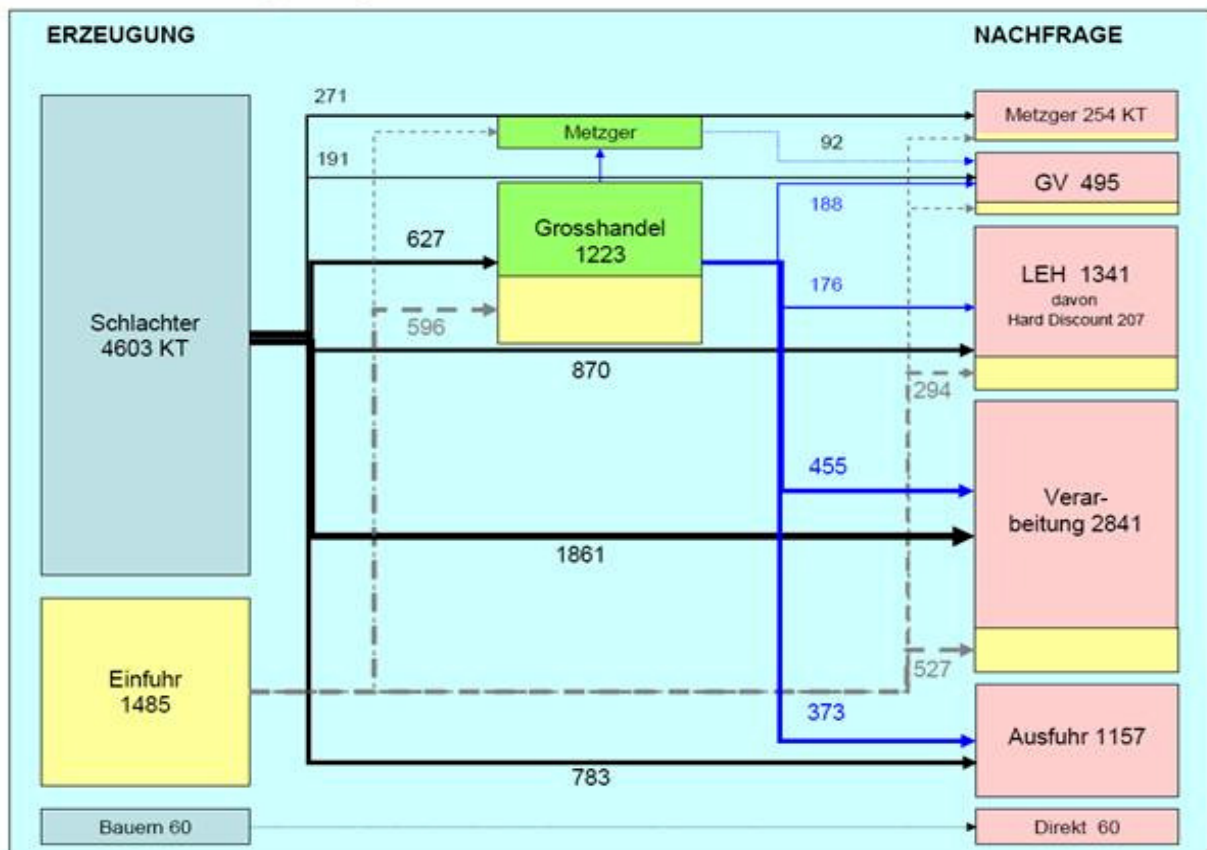 ERZEUGUNG
NACHFRAGE
271
Metzger
92
Metzger 254 KT
191
GV 495
188
Grosshandel
1223
627
596
176
LEH 1341
davon
Hard Discount 207
Schlachter
4603 KT
870
294
455
Verar-
beitung 2841
1861
527
Einfuhr
1485
373
Ausfuhr 1157
783
Bauern 60
Direkt 60